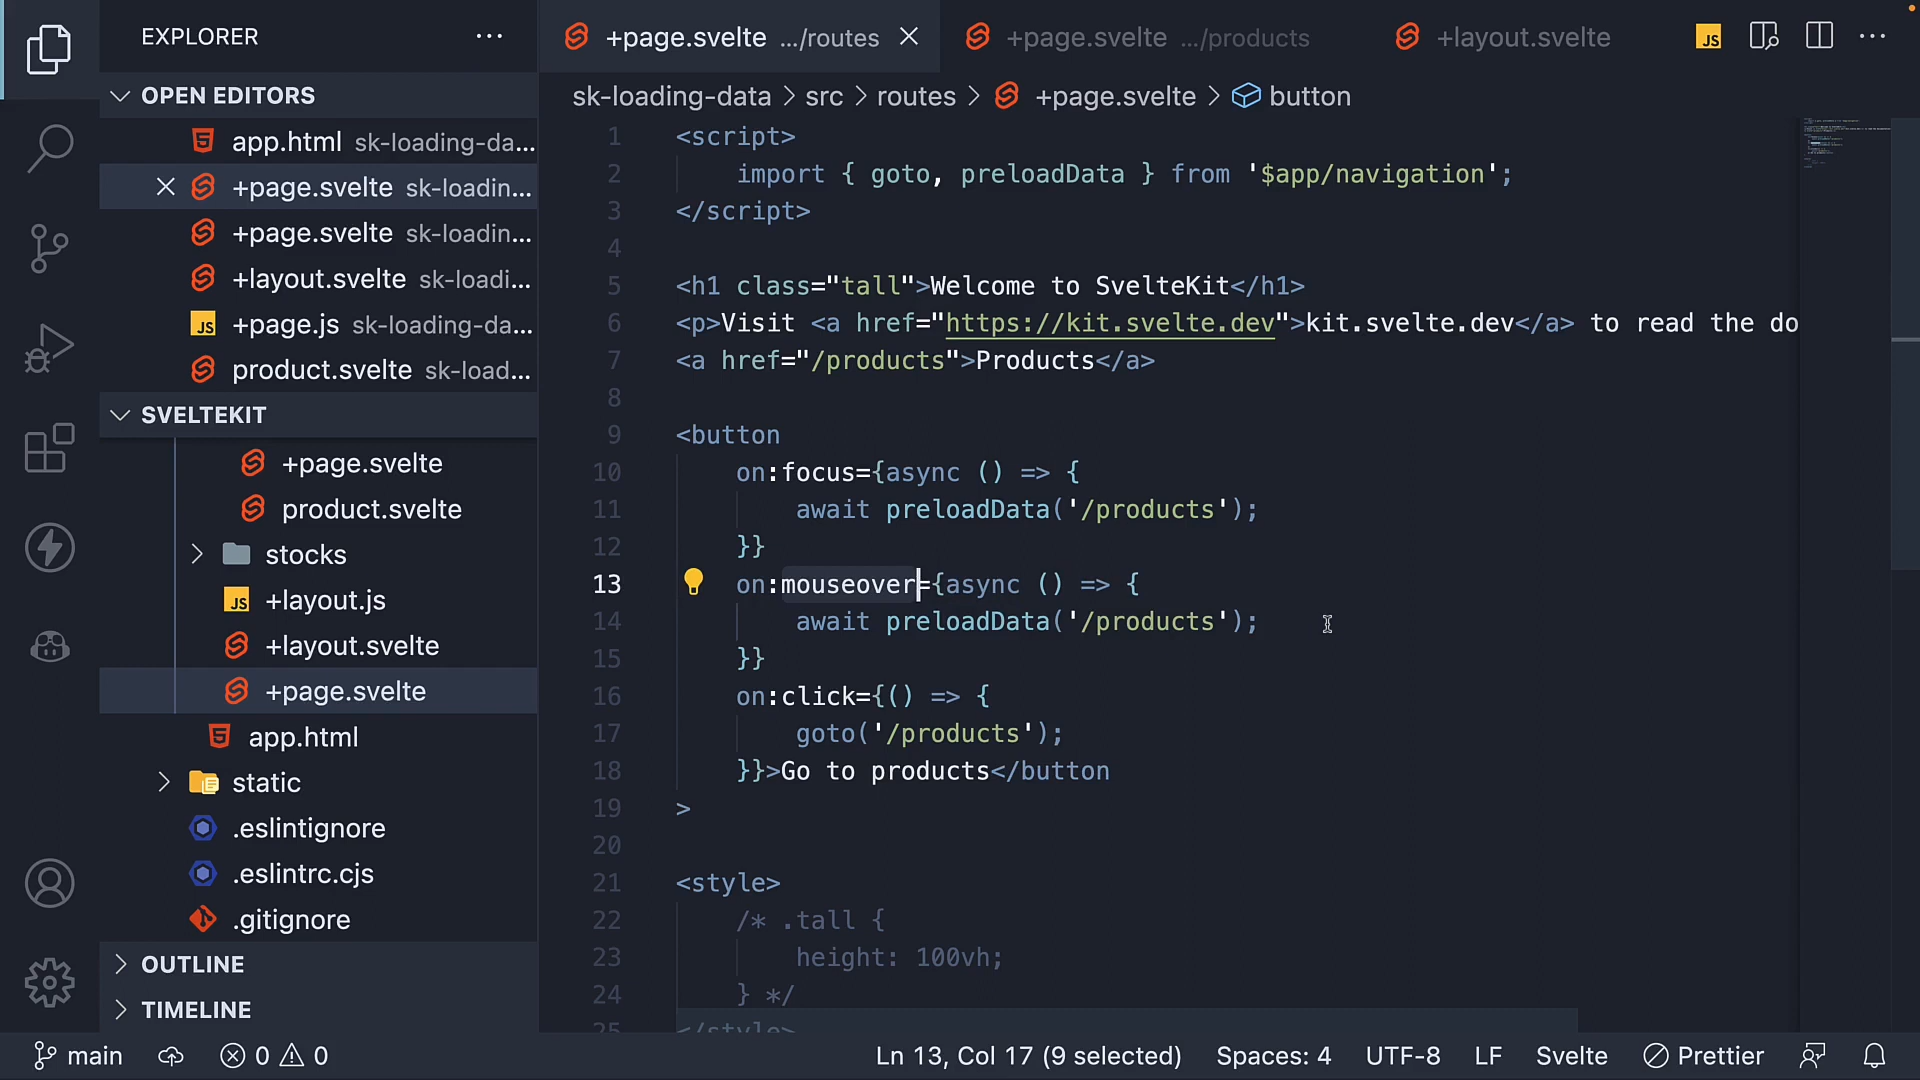 EXPLORER
OPEN EDITORS
app.html sk-loading-da...
+page.svelte sk-loadin...
+page.svelte sk-loadin...
+layout.svelte sk-loadi...
JS +page.js sk-loading-da...
product.svelte sk-load...
SVELTEKIT
+page.svelte
product.svelte
stocks
JS +layout.js
+layout.svelte
+page.svelte
app.html
static
.eslintignore
.eslintrc.cjs
.gitignore
OUTLINE
TIMELINE
+page.svelte .../routes
+page.svelte .../products
+layout.svelte
JS
sk-loading-data > src > routes > +page.svelte > button
1 <script>
2 import { goto, preloadData } from '$app/navigation';
3 </script>
4
5 <h1 class="tall">Welcome to SvelteKit</h1>
6 <p>Visit <a href="https://kit.svelte.dev">kit.svelte.dev</a> to read the do
7 <a href="/products">Products</a>
8
9 <button
10 on:focus={async () => {
11 await preloadData('/products');
12 }}
13 on:mouseover={async () => {
14 await preloadData('/products');
15 }}
16 on:click={() => {
17 goto('/products');
18 }}>Go to products</button
19 >
20
21 <style>
22 /* .tall {
23 height: 100vh;
24 } */
25 </style>
main
0 0
Ln 13, Col 17 (9 selected)
Spaces: 4
UTF-8
LF
Svelte
Prettier